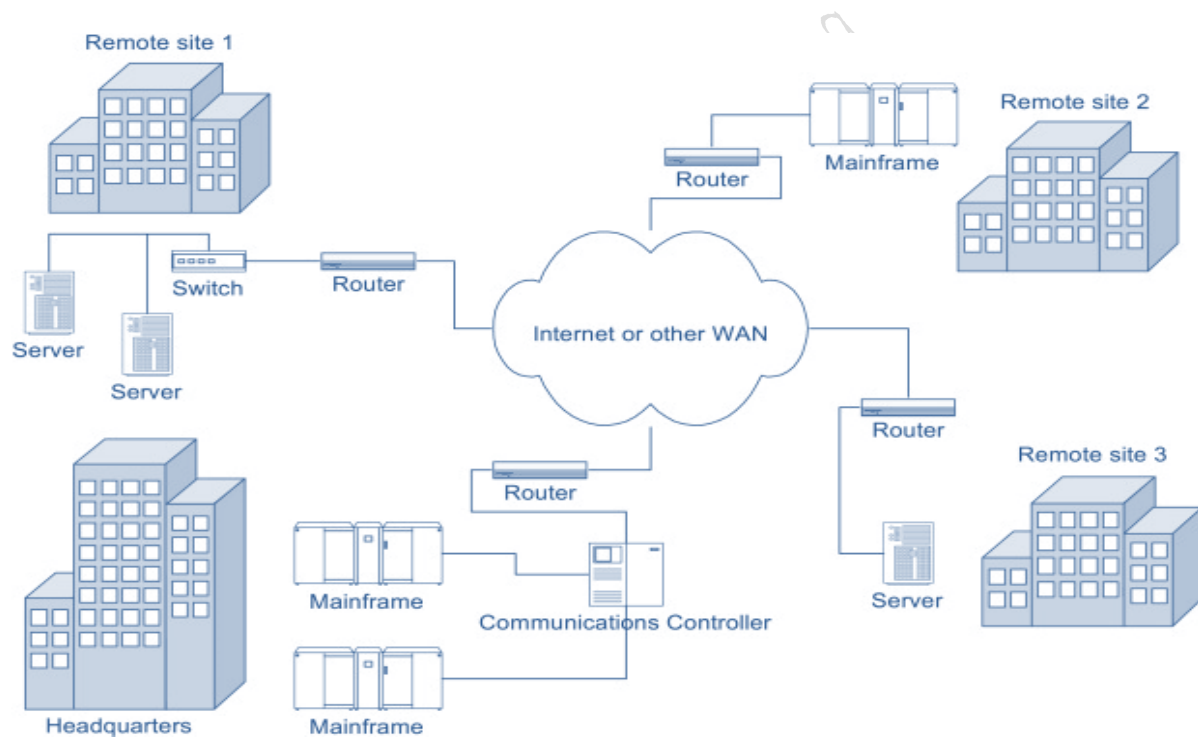 Remote site 1
Remote site 2
Mainframe
Router
Switch
Router
Server
Server
Internet or other WAN
Router
Remote site 3
Router
Server
Mainframe
Communications Controller
Mainframe
Headquarters